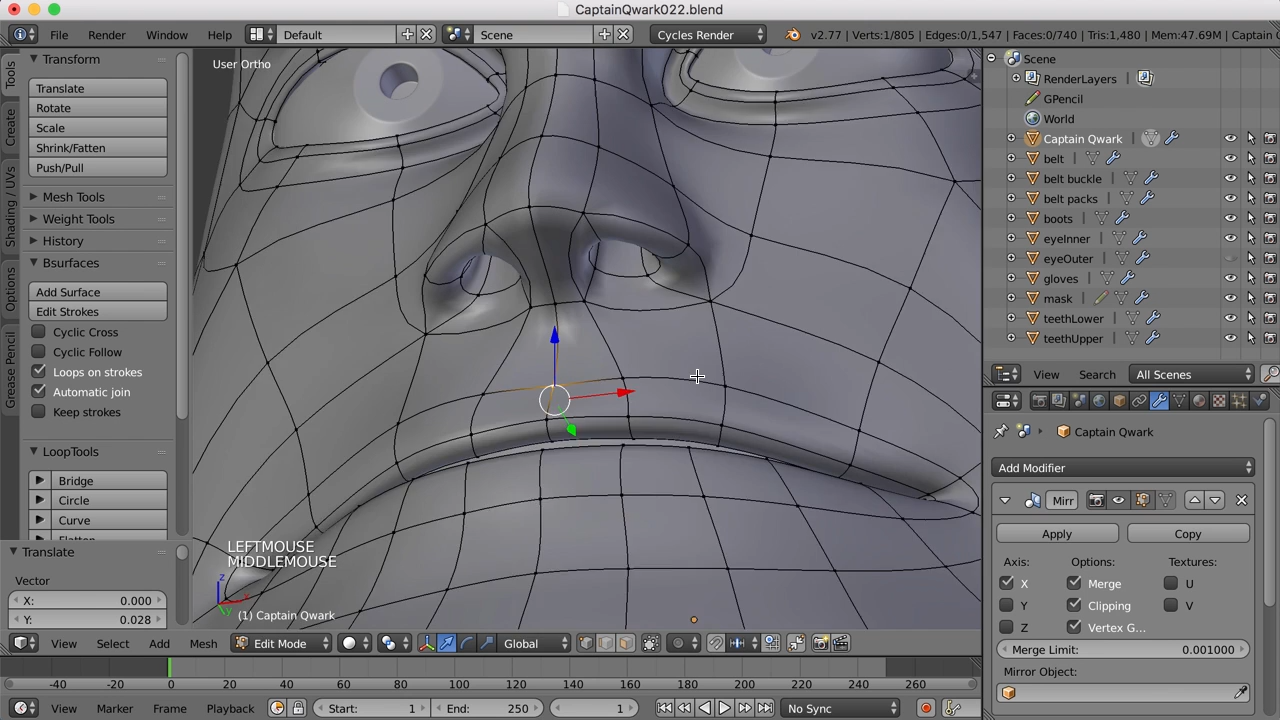 CaptainQwark022.blend
File Render Window Help Default Scene Cycles Render v2.77 | Verts:1/805 | Edges:0/1,547 | Faces:0/740 | Tris:1,480 | Mem:47.69M | Captain
Tools
Create
Shading / UVs
Options
Grease Pencil
Transform
Translate
Rotate
Scale
Shrink/Fatten
Push/Pull
Mesh Tools
Weight Tools
History
Bsurfaces
Add Surface
Edit Strokes
Cyclic Cross
Cyclic Follow
Loops on strokes
Automatic join
Keep strokes
LoopTools
Bridge
Circle
Curve
Translate
Vector
X: 0.000
Y: 0.028
User Ortho
LEFTMOUSE
MIDDLEMOUSE
z
x
y
(1) Captain Qwark
View Select Add Mesh Edit Mode Global
-40 -20 0 20 40 60 80 100 120 140 160 180 200 220 240 260
View Marker Frame Playback Start: 1 End: 250 1 No Sync
Scene
RenderLayers
GPencil
World
Captain Qwark
belt
belt buckle
belt packs
boots
eyeInner
eyeOuter
gloves
mask
teethLower
teethUpper
View Search All Scenes
Captain Qwark
Add Modifier
Mirr
Apply Copy
Axis: Options: Textures:
X Merge U
Y Clipping V
Z Vertex G...
Merge Limit: 0.001000
Mirror Object: